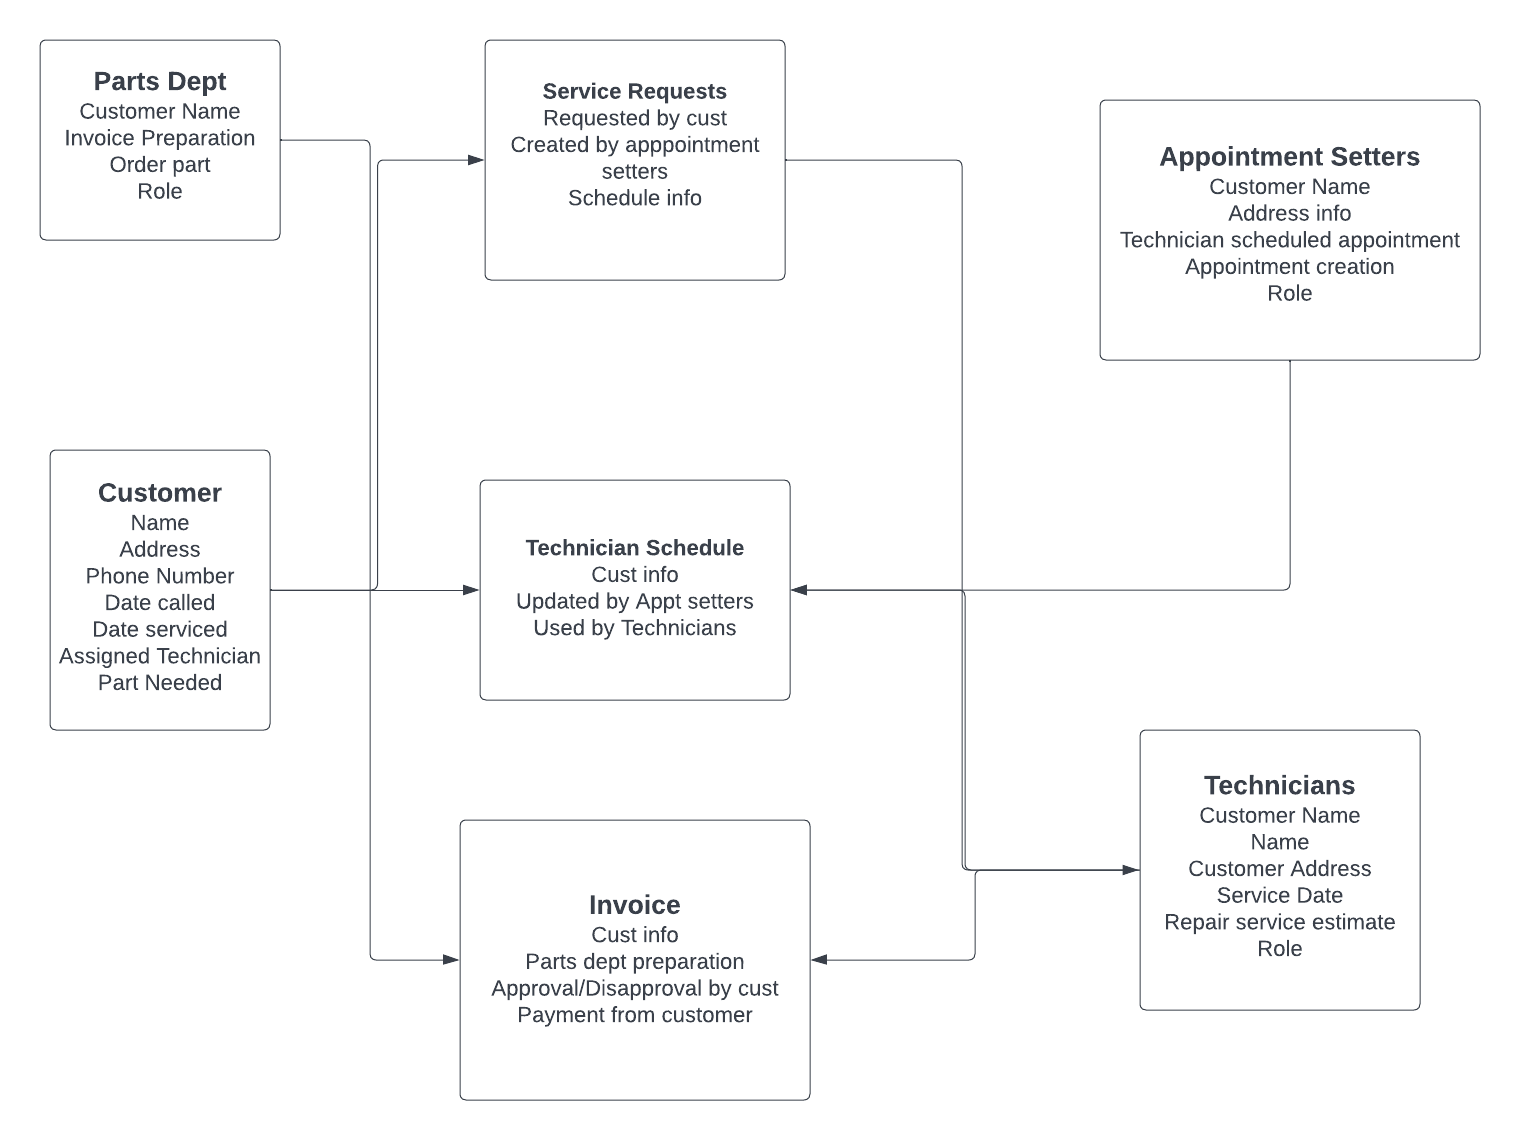 Parts Dept
Customer Name
Invoice Preparation
Order part
Role
Service Requests
Requested by cust
Created by apppointment
setters
Schedule info
Appointment Setters
Customer Name
Address info
Technician scheduled appointment
Appointment creation
Role
Customer
Name
Address
Phone Number
Date called
Date serviced
Assigned Technician
Part Needed
Technician Schedule
Cust info
Updated by Appt setters
Used by Technicians
Technicians
Customer Name
Name
Customer Address
Service Date
Repair service estimate
Role
Invoice
Cust info
Parts dept preparation
Approval/Disapproval by cust
Payment from customer